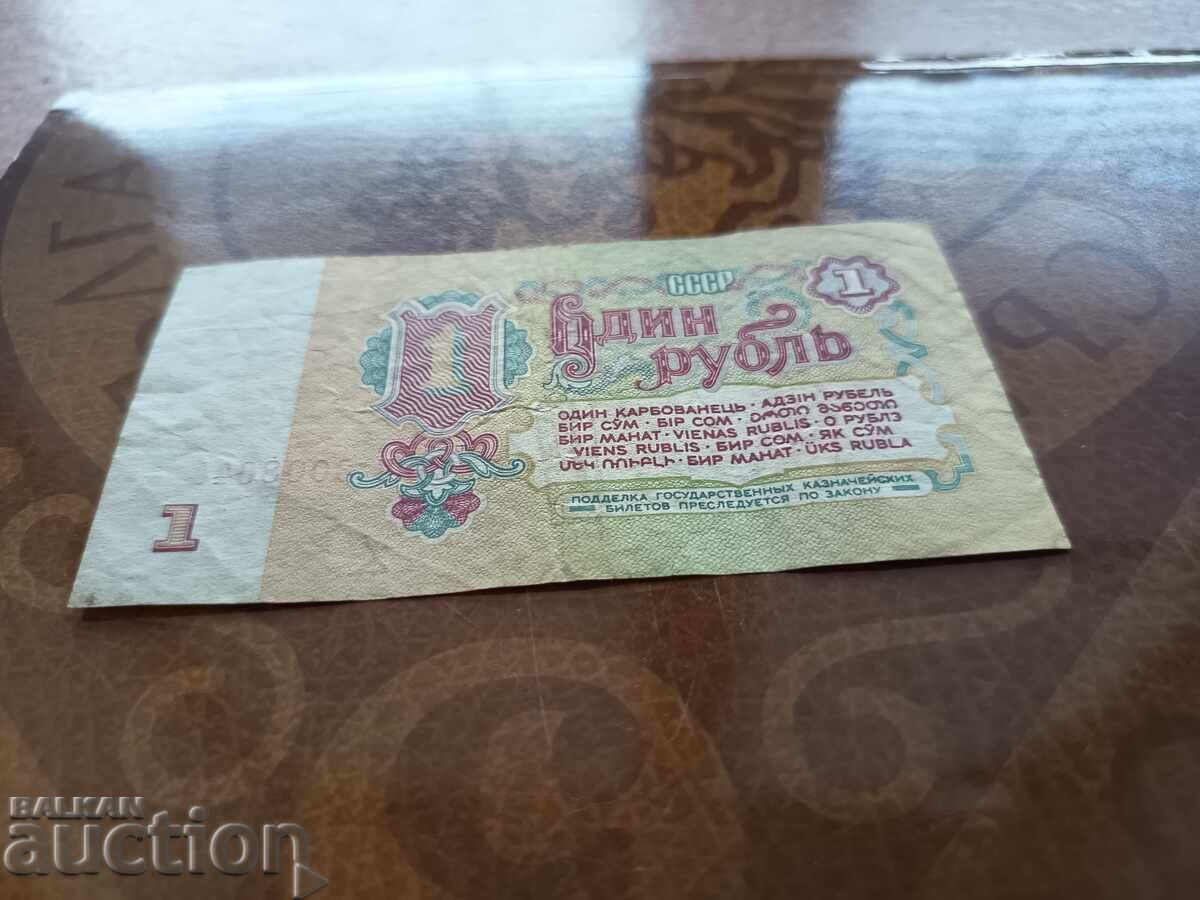 СССР
1
1
Один
рубль
ОДИН КАРБОВАНЕЦЬ · АДЗІН РУБЕЛЬ
БИР СЎМ · БІР СОМ · ᲔᲠᲗᲘ ᲛᲐᲜᲔᲗᲘ
БИР МАНАТ · VIENAS RUBLIS · О РУБЛЭ
VIENS RUBLIS · БИР СОМ · ЯК СӮМ
ՄԵԿ ՌՈՒԲԼԻ · БИР МАНАТ · ÜKS RUBLA
ПОДДЕЛКА ГОСУДАРСТВЕННЫХ КАЗНАЧЕЙСКИХ
БИЛЕТОВ ПРЕСЛЕДУЕТСЯ ПО ЗАКОНУ
1
BALKAN
auction